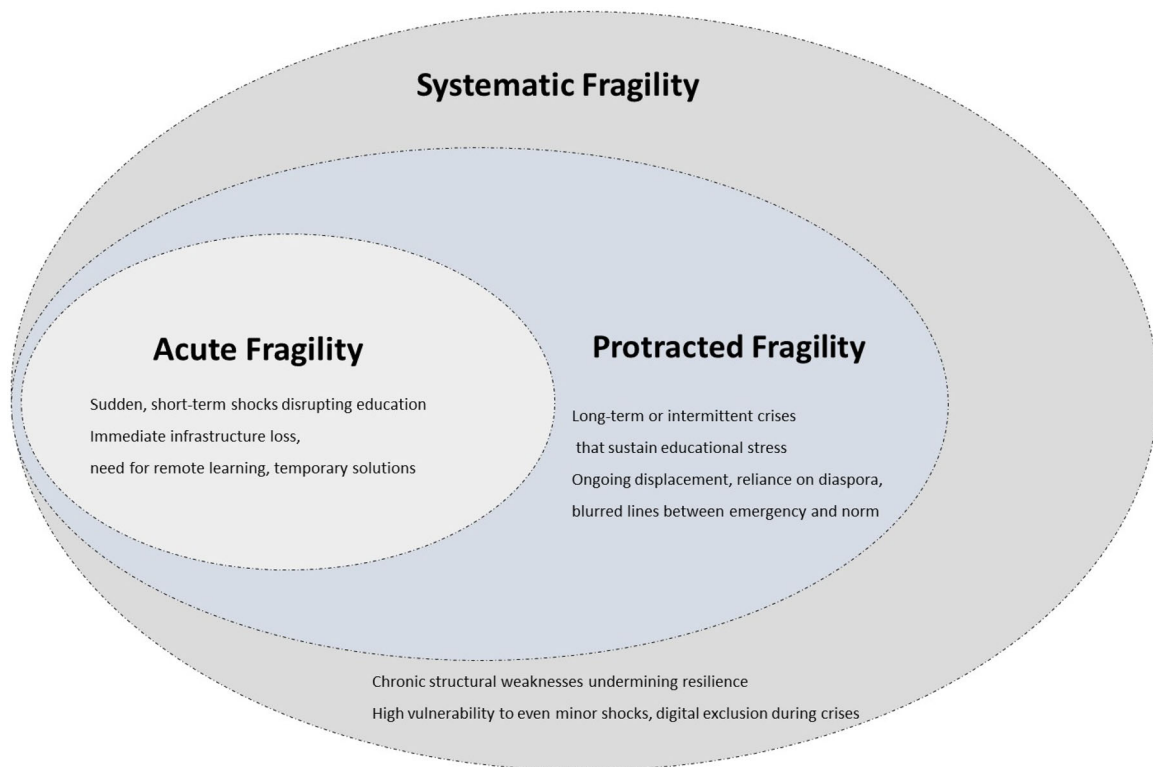 Systematic Fragility
Acute Fragility
Sudden, short-term shocks disrupting education
Immediate infrastructure loss,
need for remote learning, temporary solutions
Protracted Fragility
Long-term or intermittent crises
that sustain educational stress
Ongoing displacement, reliance on diaspora,
blurred lines between emergency and norm
Chronic structural weaknesses undermining resilience
High vulnerability to even minor shocks, digital exclusion during crises